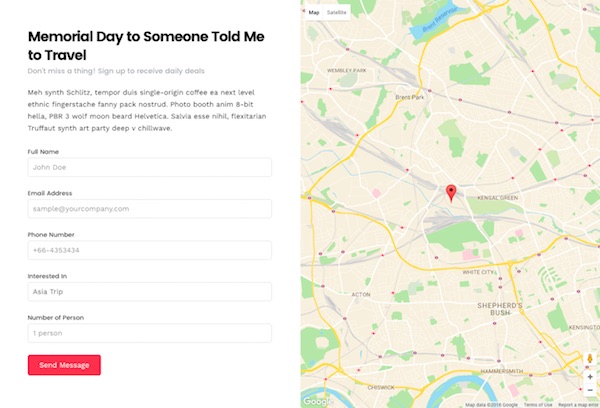 Memorial Day to Someone Told Me
to Travel
Don't miss a thing! Sign up to receive daily deals
Meh synth Schlitz, tempor duis single-origin coffee ea next level
ethnic fingerstache fanny pack nostrud. Photo booth anim 8-bit
hella, PBR 3 wolf moon beard Helvetica. Salvia esse nihil, flexitarian
Truffaut synth art party deep v chillwave.
Full Name
John Doe
Email Address
sample@yourcompany.com
Phone Number
+66-4353434
Interested In
Asia Trip
Number of Person
1 person
Send Message
Map Satellite
Brent Reservoir
WEMBLEY PARK
Brent Park
KENSAL GREEN
WHITE CITY
ACTON
SHEPHERD'S
BUSH
KENSINGTO
HAMMERSMITH
CHISWICK
+
−
Google
Map data ©2016 Google Terms of Use Report a map error